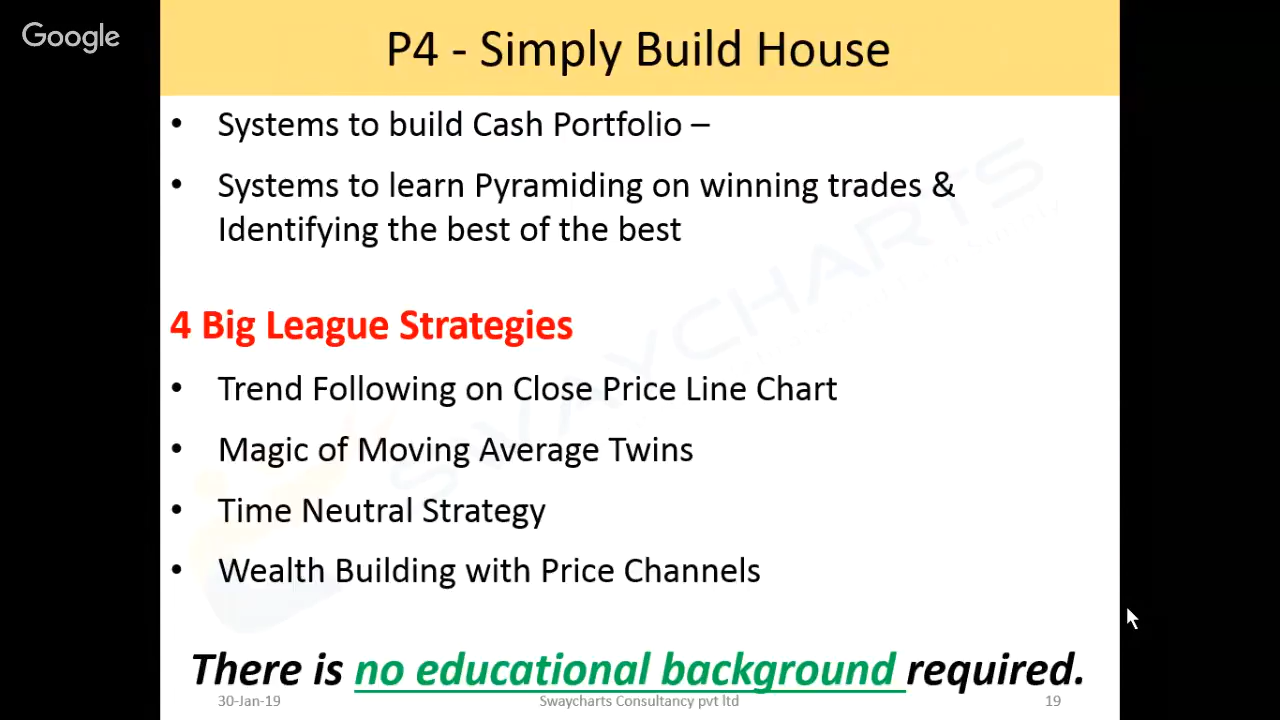 Google
P4 - Simply Build House
• Systems to build Cash Portfolio –
• Systems to learn Pyramiding on winning trades &
Identifying the best of the best
4 Big League Strategies
• Trend Following on Close Price Line Chart
• Magic of Moving Average Twins
• Time Neutral Strategy
• Wealth Building with Price Channels
There is no educational background required.
30-Jan-19 Swaycharts Consultancy pvt ltd 19
SWAYCHARTS